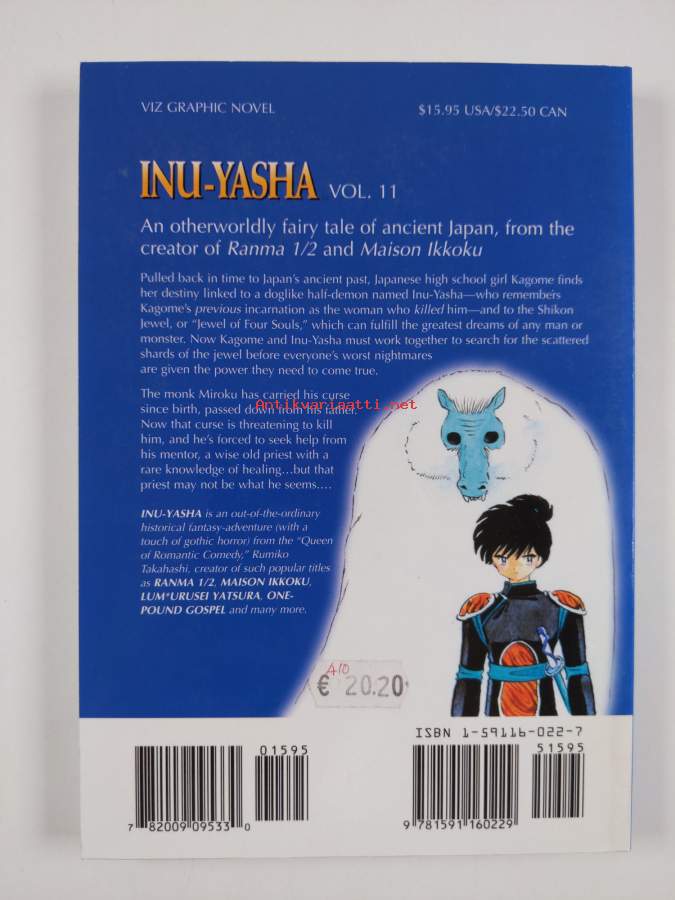 VIZ GRAPHIC NOVEL $15.95 USA/$22.50 CAN
INU-YASHA VOL. 11
An otherworldly fairy tale of ancient Japan, from the
creator of Ranma 1/2 and Maison Ikkoku
Pulled back in time to Japan's ancient past, Japanese high school girl Kagome finds
her destiny linked to a doglike half-demon named Inu-Yasha—who remembers
Kagome's previous incarnation as the woman who killed him—and to the Shikon
Jewel, or "Jewel of Four Souls," which can fulfill the greatest dreams of any man or
monster. Now Kagome and Inu-Yasha must work together to search for the scattered
shards of the jewel before everyone's worst nightmares
are given the power they need to come true.
The monk Miroku has carried his curse
since birth, passed down from his father.
Antikvariaatti.net
Now that curse is threatening to kill
him, and he's forced to seek help from
his mentor, a wise old priest with a
rare knowledge of healing...but that
priest may not be what he seems....
INU-YASHA is an out-of-the-ordinary
historical fantasy-adventure (with a
touch of gothic horror) from the "Queen
of Romantic Comedy," Rumiko
Takahashi, creator of such popular titles
as RANMA 1/2, MAISON IKKOKU,
LUM*URUSEI YATSURA, ONE-
POUND GOSPEL and many more.
A10
€ 20.20
ISBN 1-59116-022-7
01595
51595
7 82009 09533 0
9 781591 160229